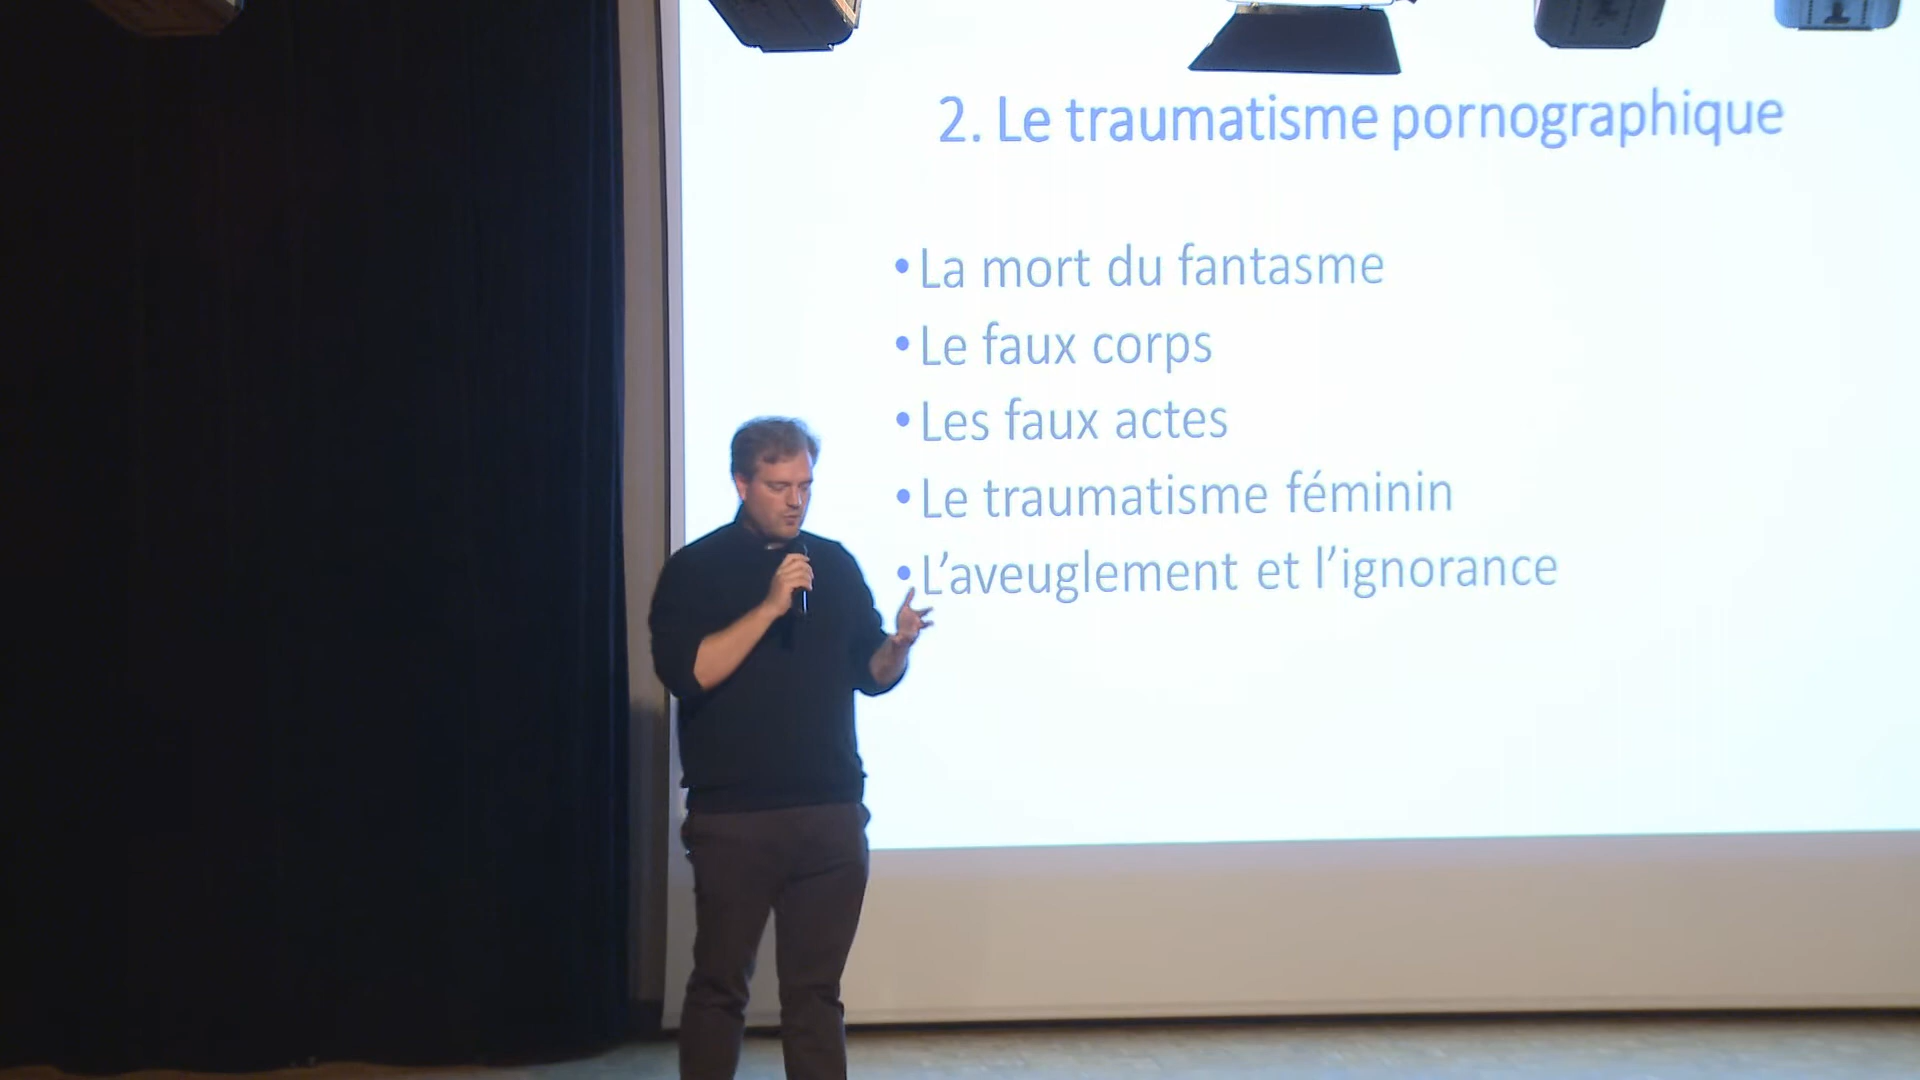 2. Le traumatisme pornographique
• La mort du fantasme
• Le faux corps
• Les faux actes
• Le traumatisme féminin
• L’aveuglement et l’ignorance